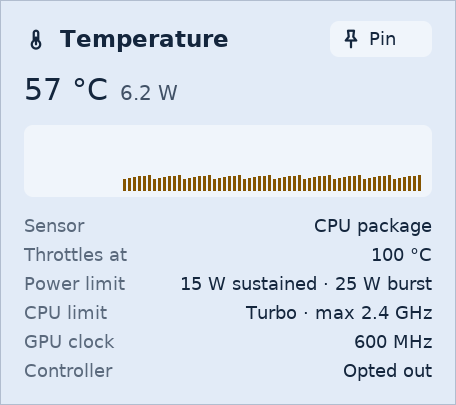 Temperature
Pin
57 °C 6.2 W
Sensor CPU package
Throttles at 100 °C
Power limit 15 W sustained · 25 W burst
CPU limit Turbo · max 2.4 GHz
GPU clock 600 MHz
Controller Opted out